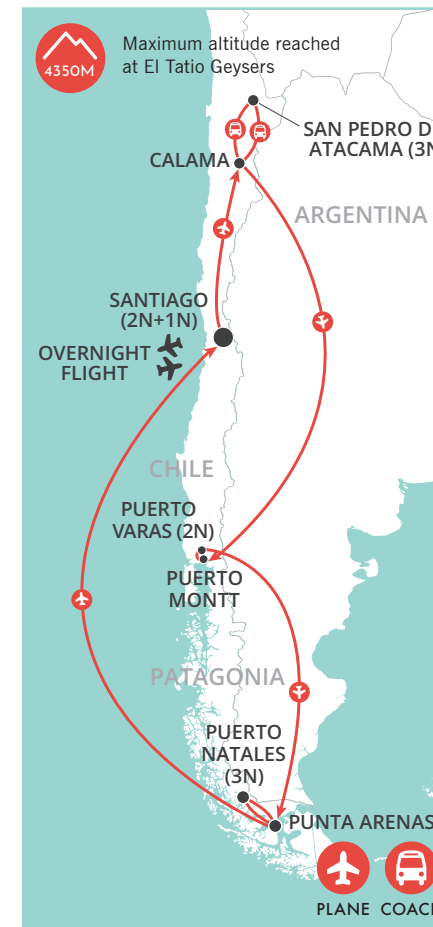 4350M
Maximum altitude reached
at El Tatio Geysers
SAN PEDRO D
ATACAMA (3N
CALAMA
ARGENTINA
SANTIAGO
(2N+1N)
OVERNIGHT
FLIGHT
CHILE
PUERTO
VARAS (2N)
PUERTO
MONTT
PATAGONIA
PUERTO
NATALES
(3N)
PUNTA ARENAS
PLANE
COACH